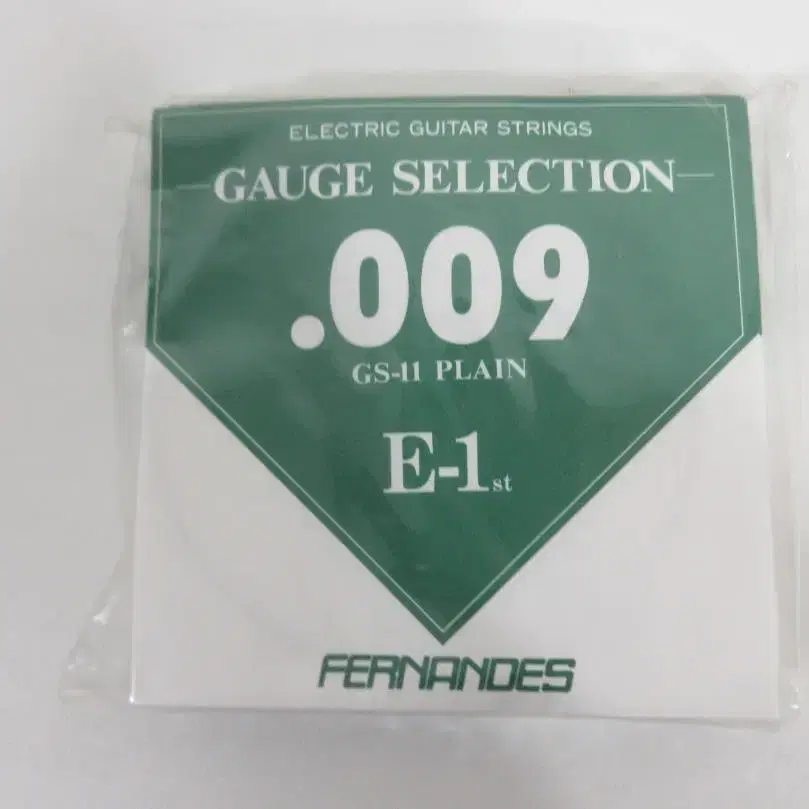 ELECTRIC GUITAR STRINGS
GAUGE SELECTION
.009
GS-11 PLAIN
E-1st
FERNANDES